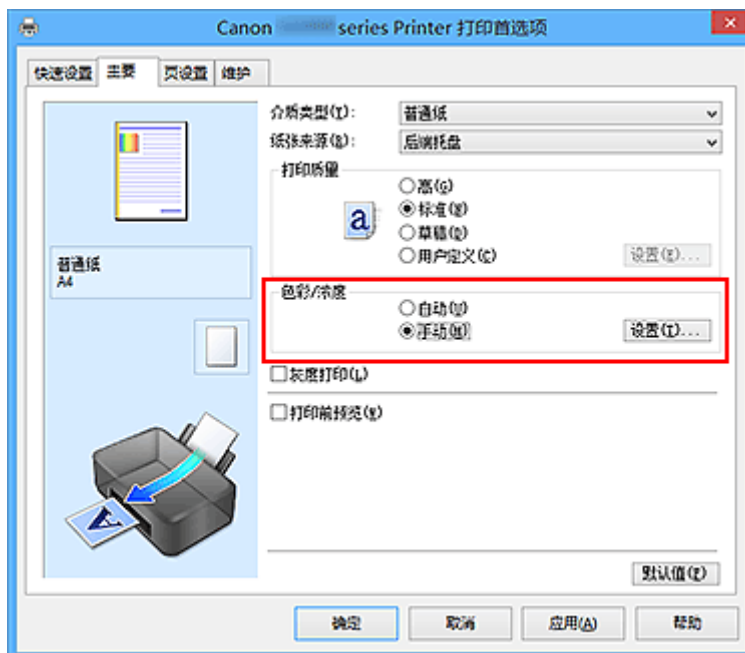 Canon series Printer 打印首选项
快速设置 主要 页设置 维护
介质类型(Y): 普通纸
纸张来源(R): 后端托盘
打印质量
高(G)
标准(N)
a
草稿(D)
用户定义(C) 设置(E)...
普通纸
A4
色彩/浓度
自动(U)
手动(M) 设置(T)...
灰度打印(L)
打印前预览(V)
A
默认值(F)
确定 取消 应用(A) 帮助